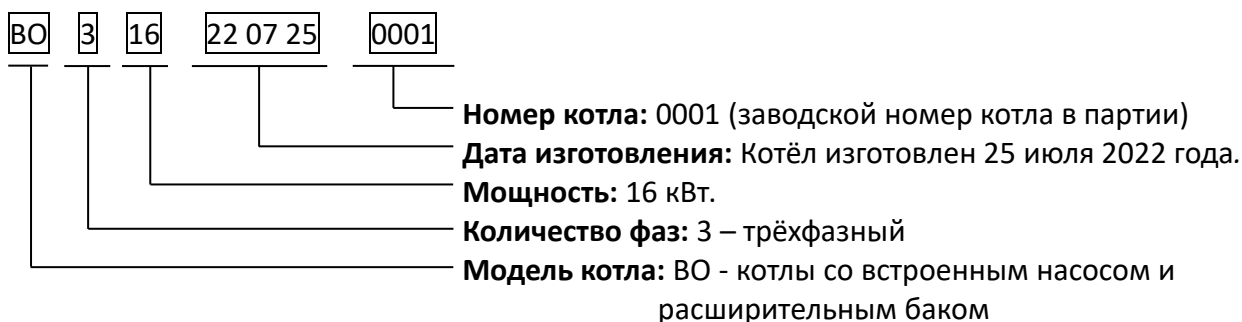 ВО 3 16 22 07 25 0001
Номер котла: 0001 (заводской номер котла в партии)
Дата изготовления: Котёл изготовлен 25 июля 2022 года.
Мощность: 16 кВт.
Количество фаз: 3 – трёхфазный
Модель котла: ВО - котлы со встроенным насосом и
расширительным баком